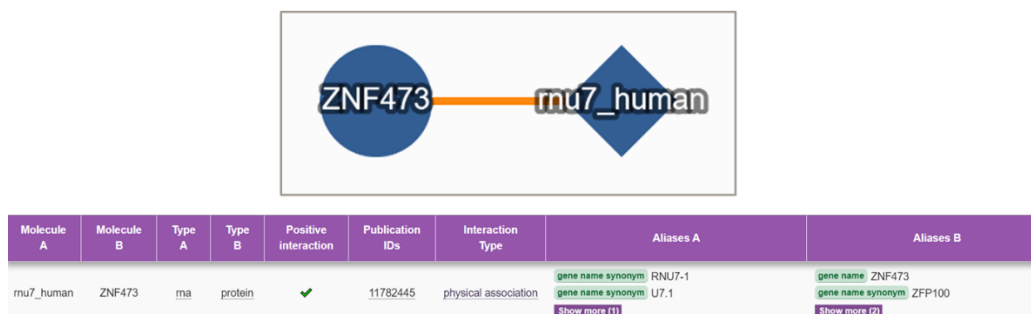 ZNF473 rnu7_human
Molecule A Molecule B Type A Type B Positive interaction Publication IDs Interaction Type Aliases A Aliases B
rnu7_human ZNF473 rna protein ✔ 11782445 physical association gene name synonym RNU7-1 gene name ZNF473
gene name synonym U7.1 gene name synonym ZFP100
Show more (1) Show more (2)